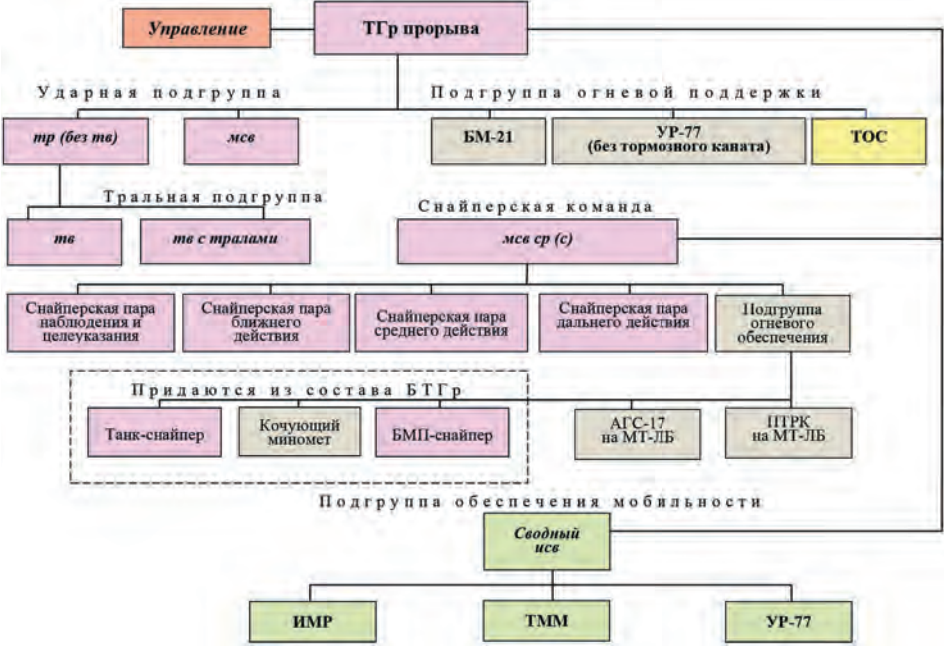 Управление
ТГр прорыва
Ударная подгруппа
Подгруппа огневой поддержки
тр (без тв)
мсв
БМ-21
УР-77
(без тормозного каната)
ТОС
Тральная подгруппа
Снайперская команда
тв
тв с тралами
мсв ср (с)
Снайперская пара
наблюдения и
целеуказания
Снайперская пара
ближнего
действия
Снайперская пара
среднего действия
Снайперская пара
дальнего действия
Подгруппа
огневого
обеспечения
Придаются из состава БТГр
Танк-снайпер
Кочующий
миномет
БМП-снайпер
АГС-17
на МТ-ЛБ
ПТРК
на МТ-ЛБ
Подгруппа обеспечения мобильности
Сводный
исв
ИМР
ТММ
УР-77